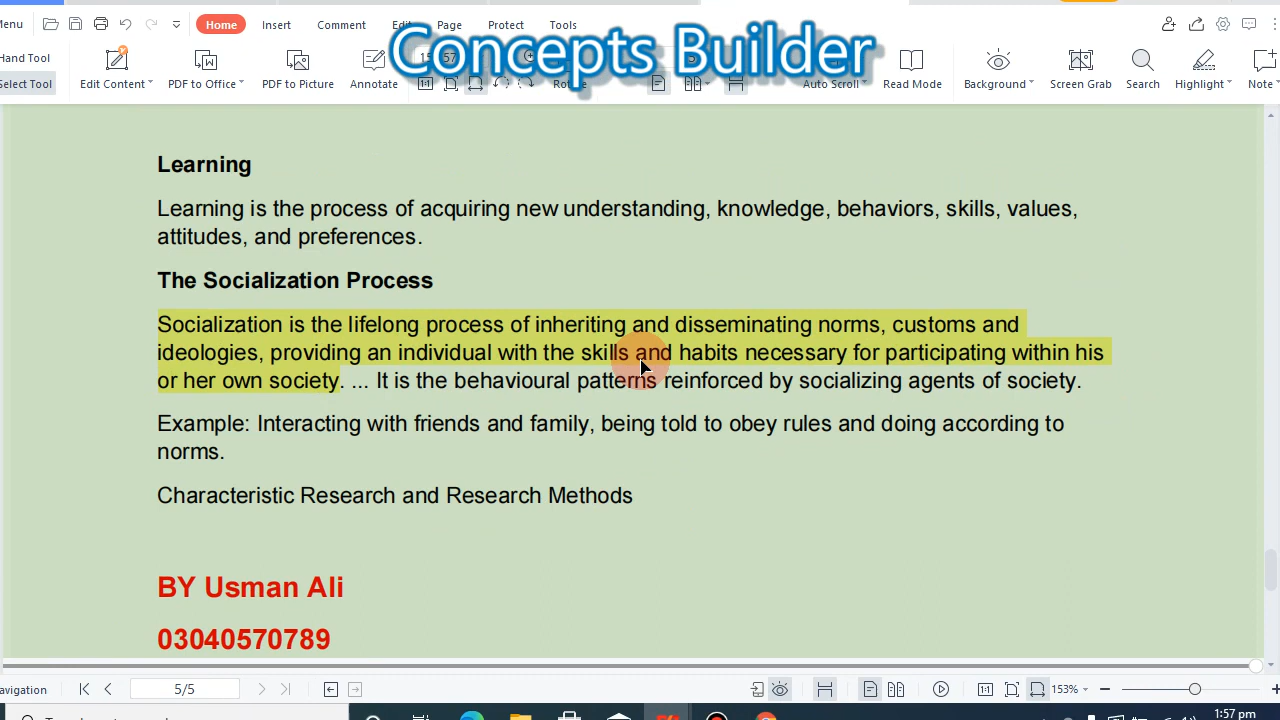 Menu
Home
Insert
Comment
Edit
Page
Protect
Tools
Concepts Builder
Hand Tool
Select Tool
Edit Content
PDF to Office
PDF to Picture
Annotate
Auto Scroll
Read Mode
Background
Screen Grab
Search
Highlight
Note
Learning
Learning is the process of acquiring new understanding, knowledge, behaviors, skills, values,
attitudes, and preferences.
The Socialization Process
Socialization is the lifelong process of inheriting and disseminating norms, customs and
ideologies, providing an individual with the skills and habits necessary for participating within his
or her own society. ... It is the behavioural patterns reinforced by socializing agents of society.
Example: Interacting with friends and family, being told to obey rules and doing according to
norms.
Characteristic Research and Research Methods
BY Usman Ali
03040570789
avigation
5/5
1:1
153%
1:57 pm